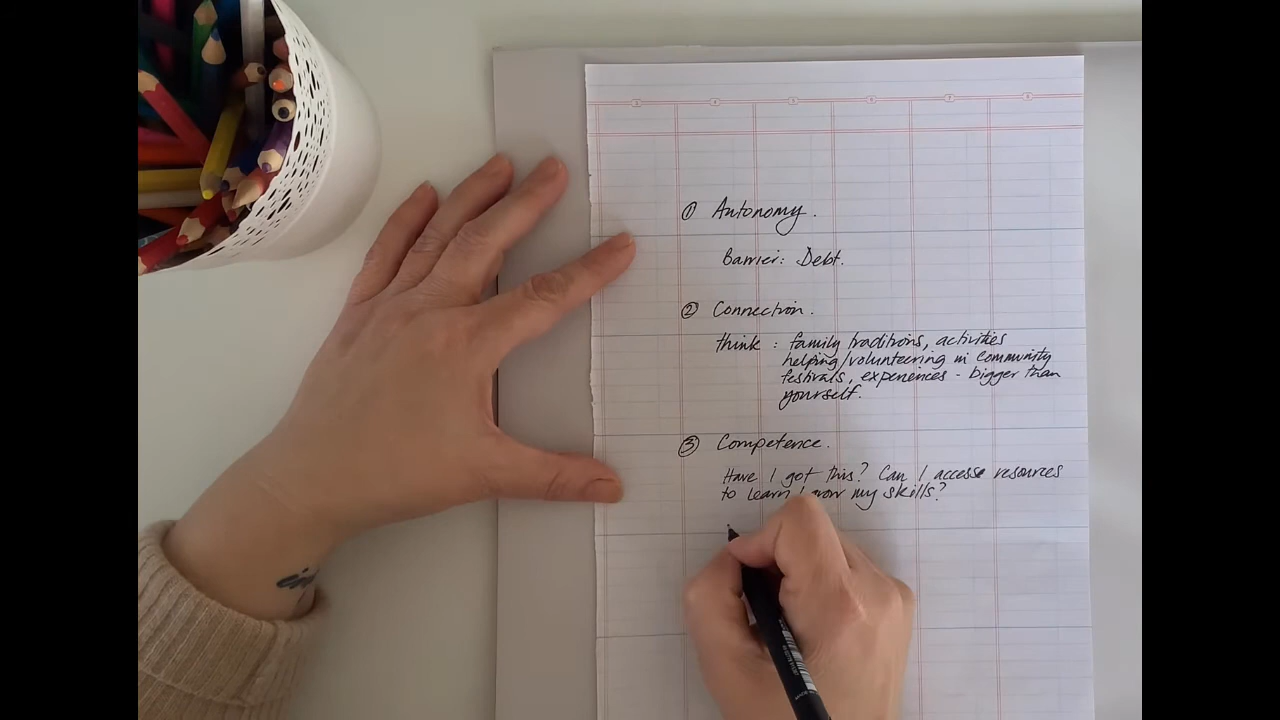 ① Autonomy.
Barrier: Debt.
② Connection.
think: family traditions, activities
helping/volunteering in community
festivals, experiences - bigger than
yourself.
③ Competence.
Have I got this? Can I access resources
to learn / grow my skills?